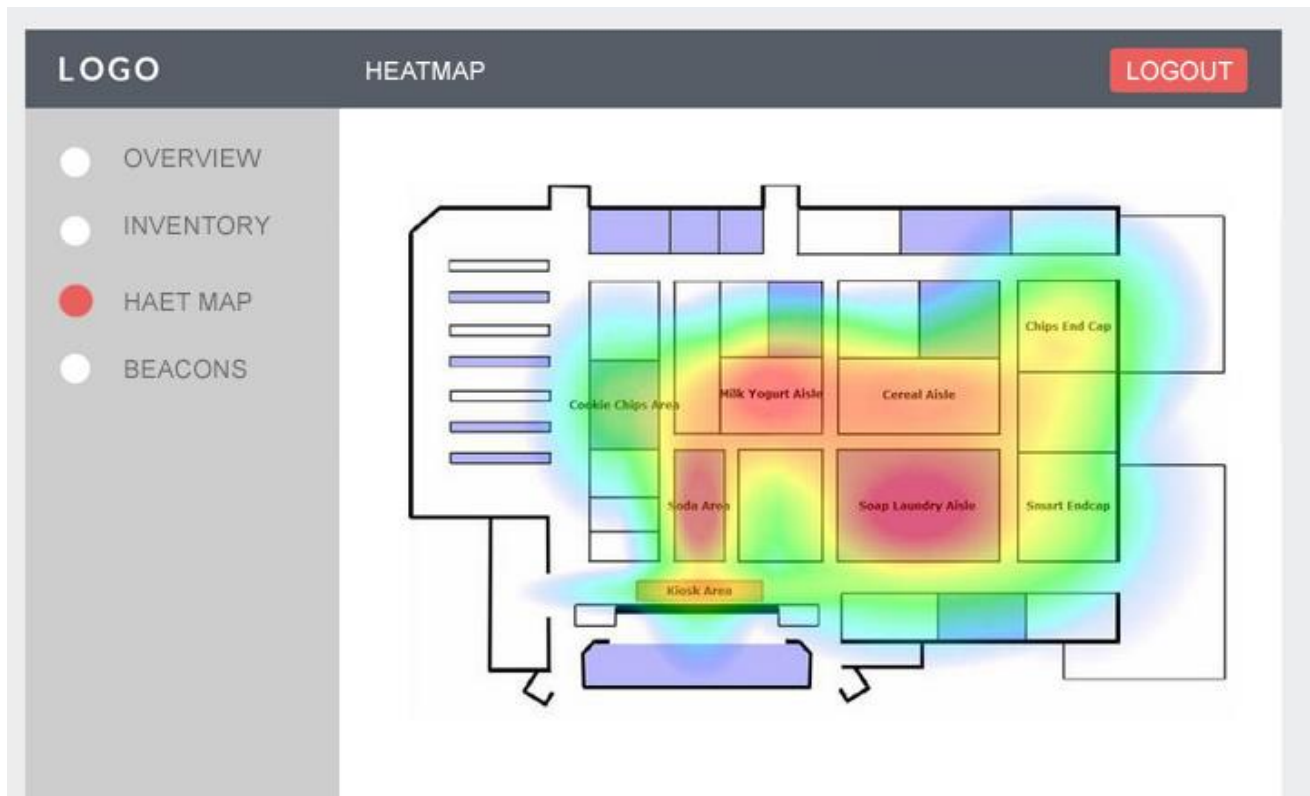 LOGO
HEATMAP
LOGOUT
OVERVIEW
INVENTORY
HAET MAP
BEACONS
Chips End Cap
Milk Yogurt Aisle
Cereal Aisle
Cookie Chips Area
Soda Area
Soap Laundry Aisle
Smart Endcap
Kiosk Area